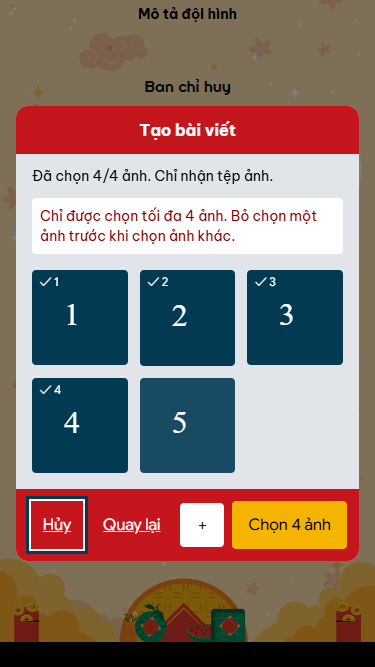 Mô tả đội hình
Ban chỉ huy
Tạo bài viết
Đã chọn 4/4 ảnh. Chỉ nhận tệp ảnh.
Chỉ được chọn tối đa 4 ảnh. Bỏ chọn một
ảnh trước khi chọn ảnh khác.
1
1
2
2
3
3
4
4
5
Hủy
Quay lại
+
Chọn 4 ảnh